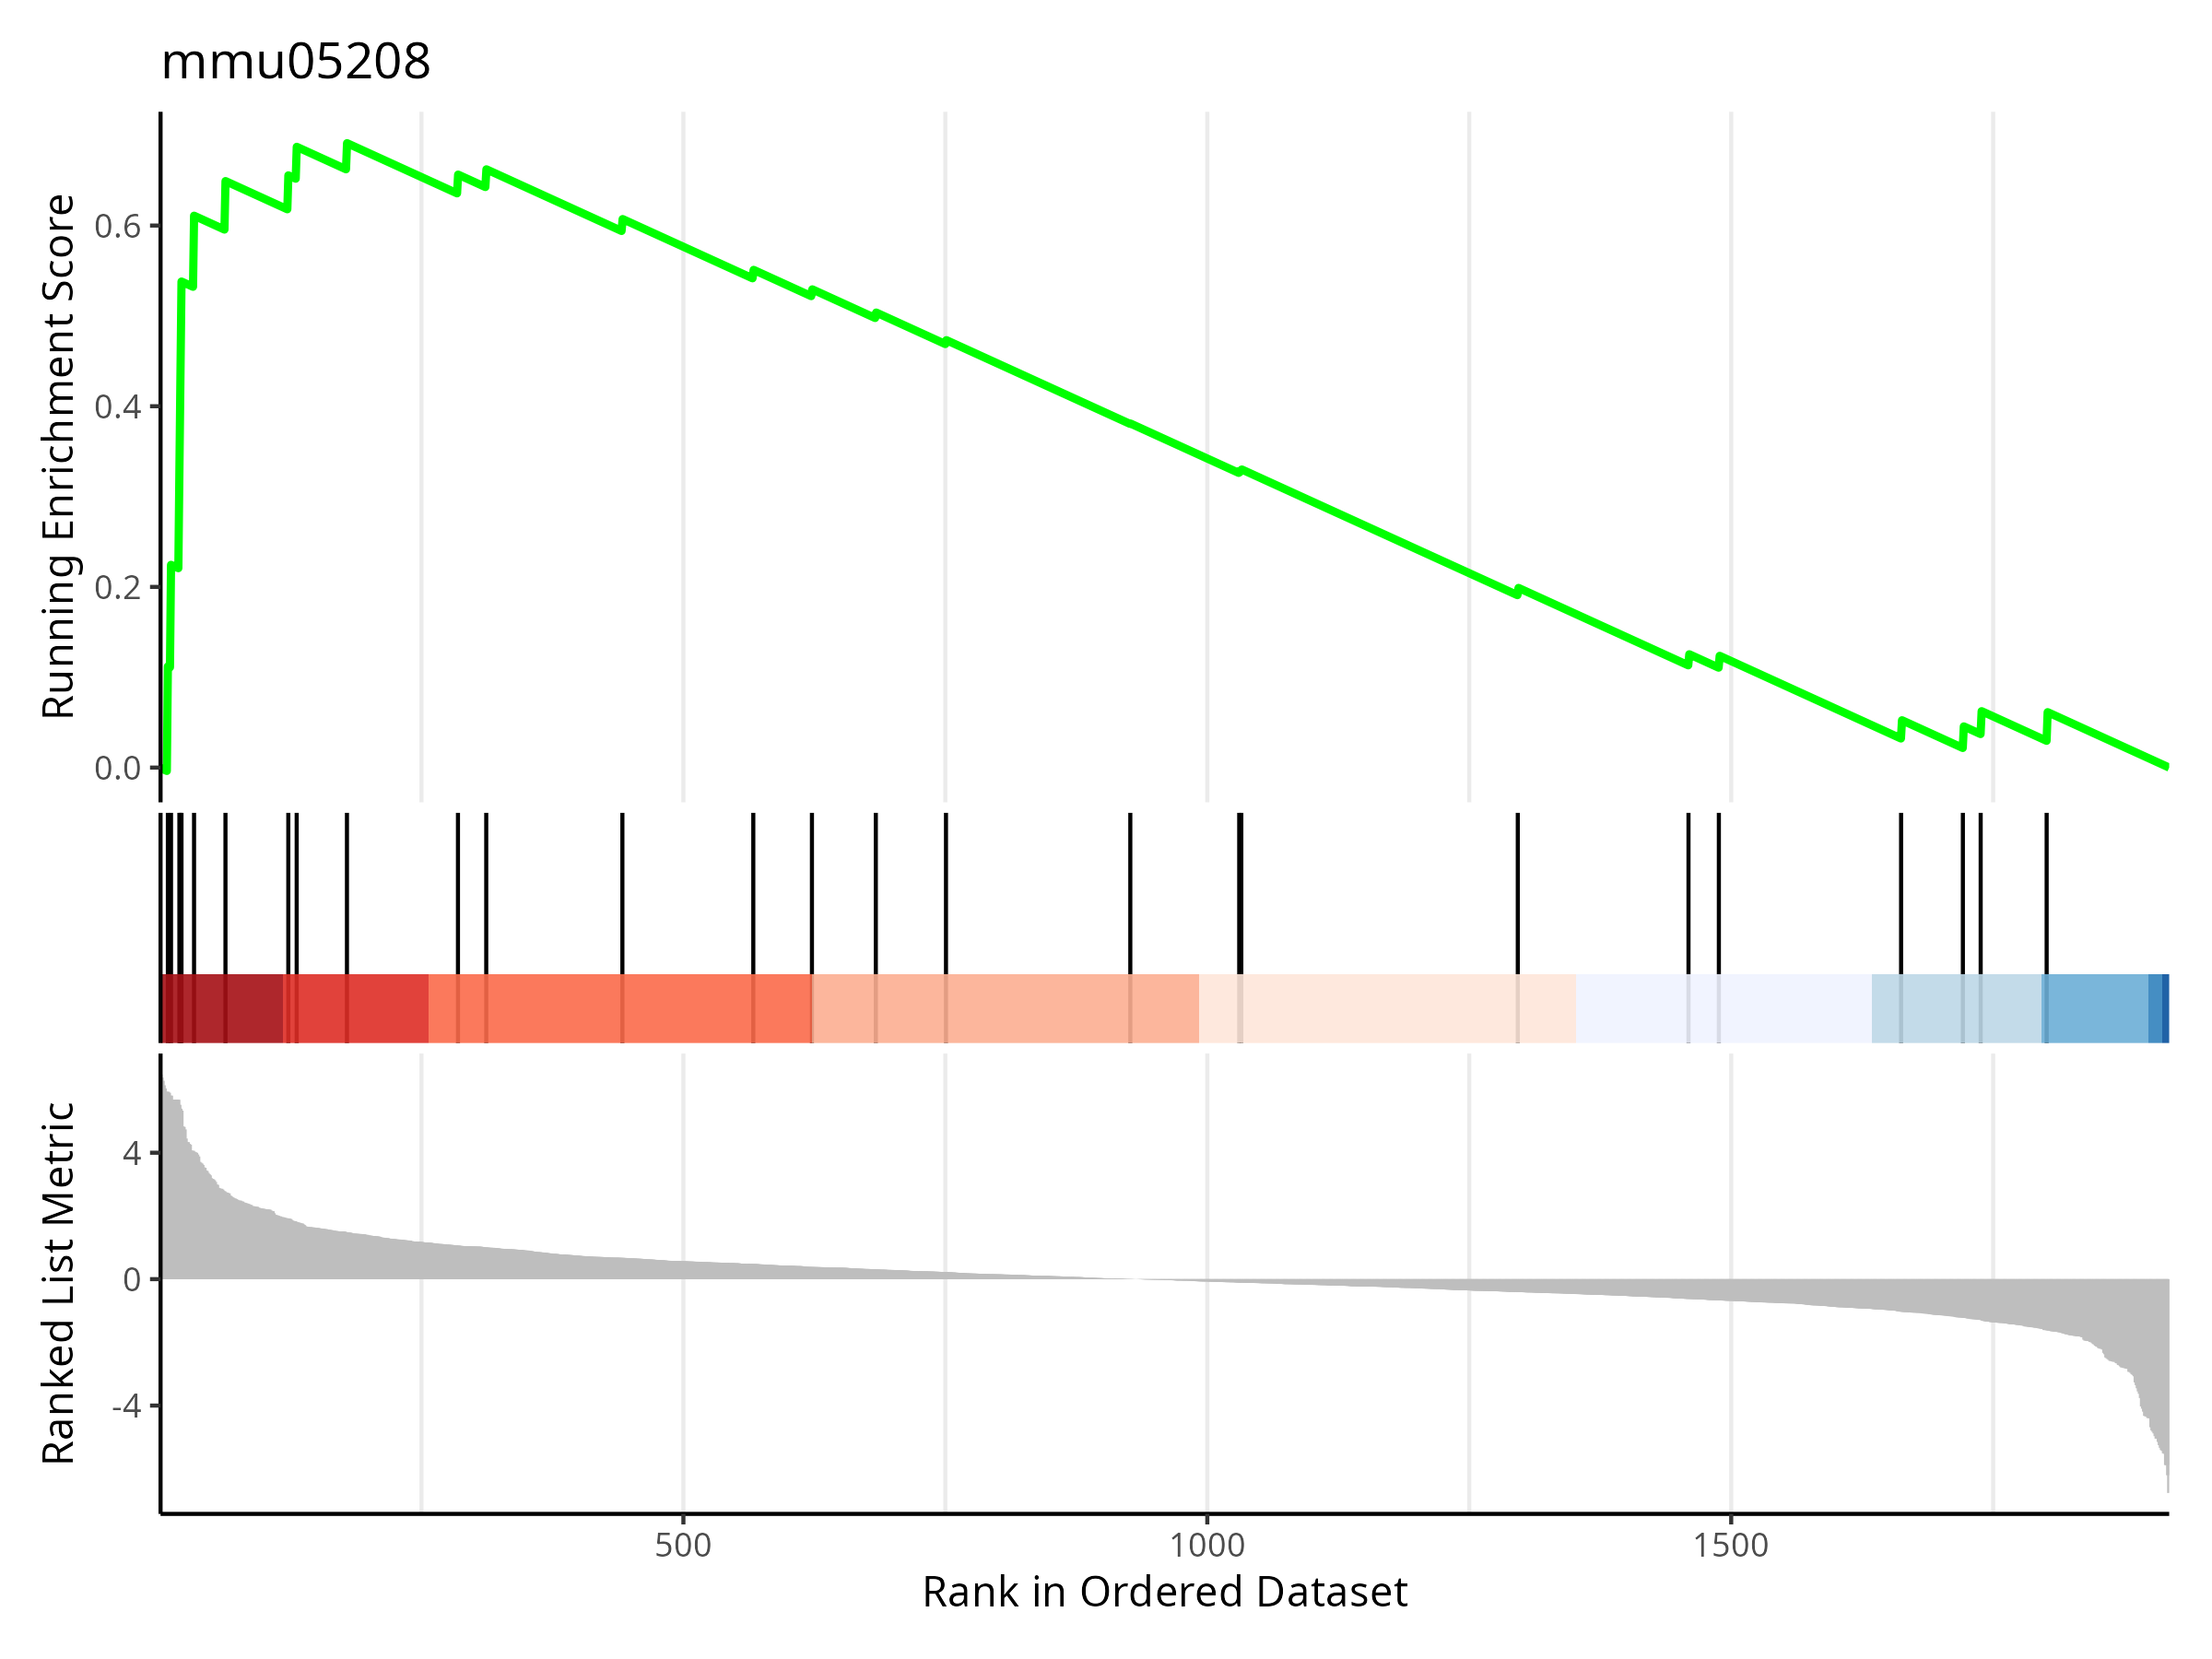 mmu05208
Running Enrichment Score
0.6
0.4
0.2
0.0
Ranked List Metric
4
0
-4
500 1000 1500
Rank in Ordered Dataset